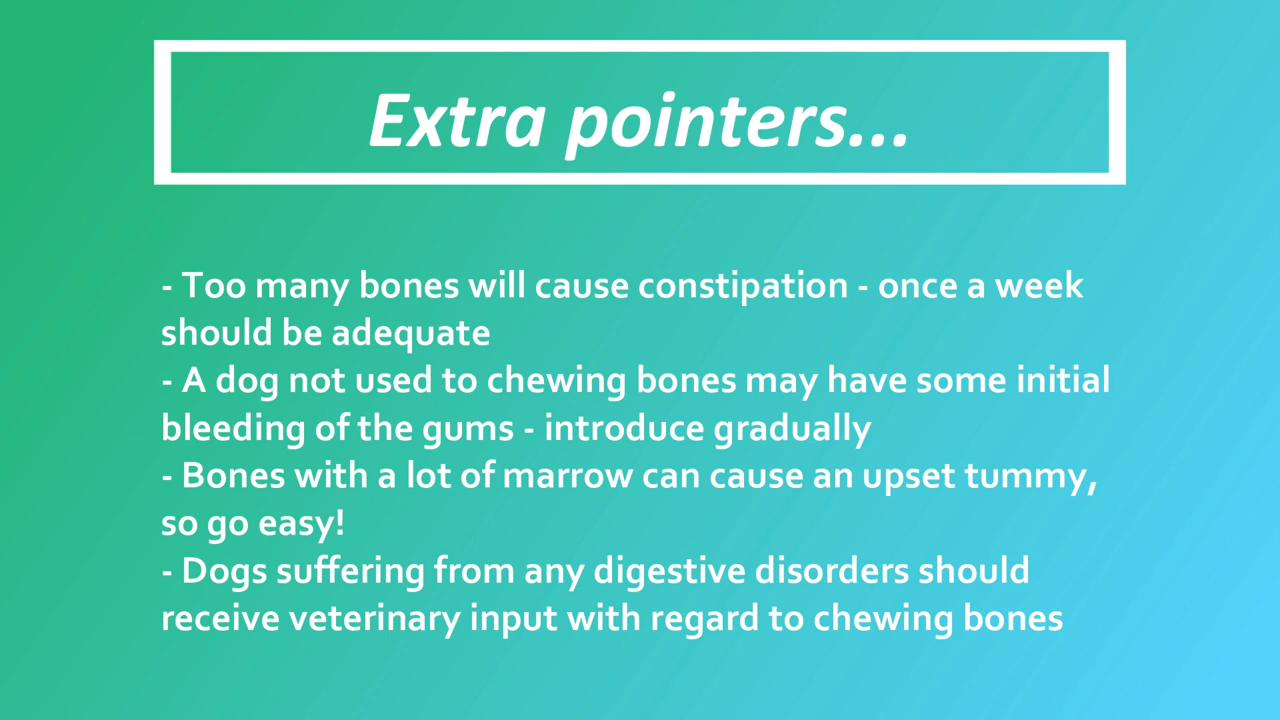 Extra pointers...
- Too many bones will cause constipation - once a week
should be adequate
- A dog not used to chewing bones may have some initial
bleeding of the gums - introduce gradually
- Bones with a lot of marrow can cause an upset tummy,
so go easy!
- Dogs suffering from any digestive disorders should
receive veterinary input with regard to chewing bones